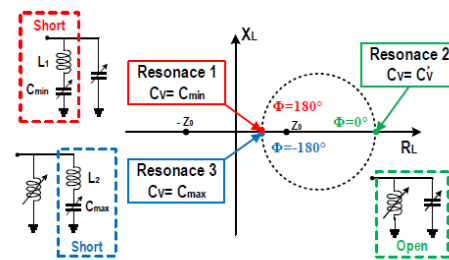 Short
L1
Cmin
XL
Resonace 1
Cv= Cmin
Resonace 2
Cv= C'v
Φ=180°
- Z0
Z0
Φ=0°
Φ=-180°
RL
Resonace 3
Cv= Cmax
L2
Cmax
Short
Open